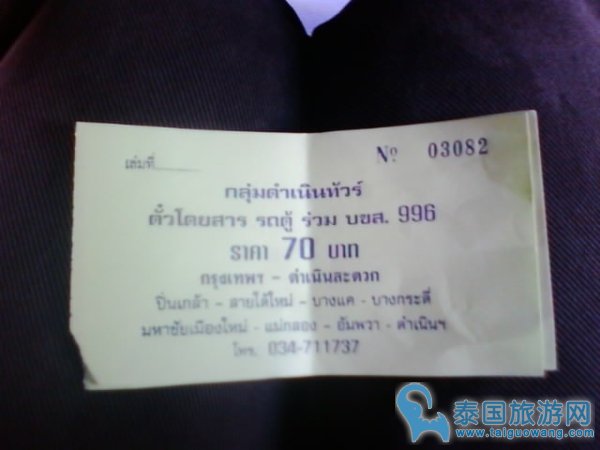 เล่มที่.......... Nº 03082
กลุ่มดำเนินทัวร์
ตั๋วโดยสาร รถตู้ ร่วม บขส. 996
ราคา 70 บาท
กรุงเทพฯ - ดำเนินสะดวก
ปิ่นเกล้า - สายใต้ใหม่ - บางแค - บางกระดี่
มหาชัยเมืองใหม่ - แม่กลอง - อัมพวา - ดำเนินฯ
โทร. 034-711737
泰国旅游网
www.taiguowang.com